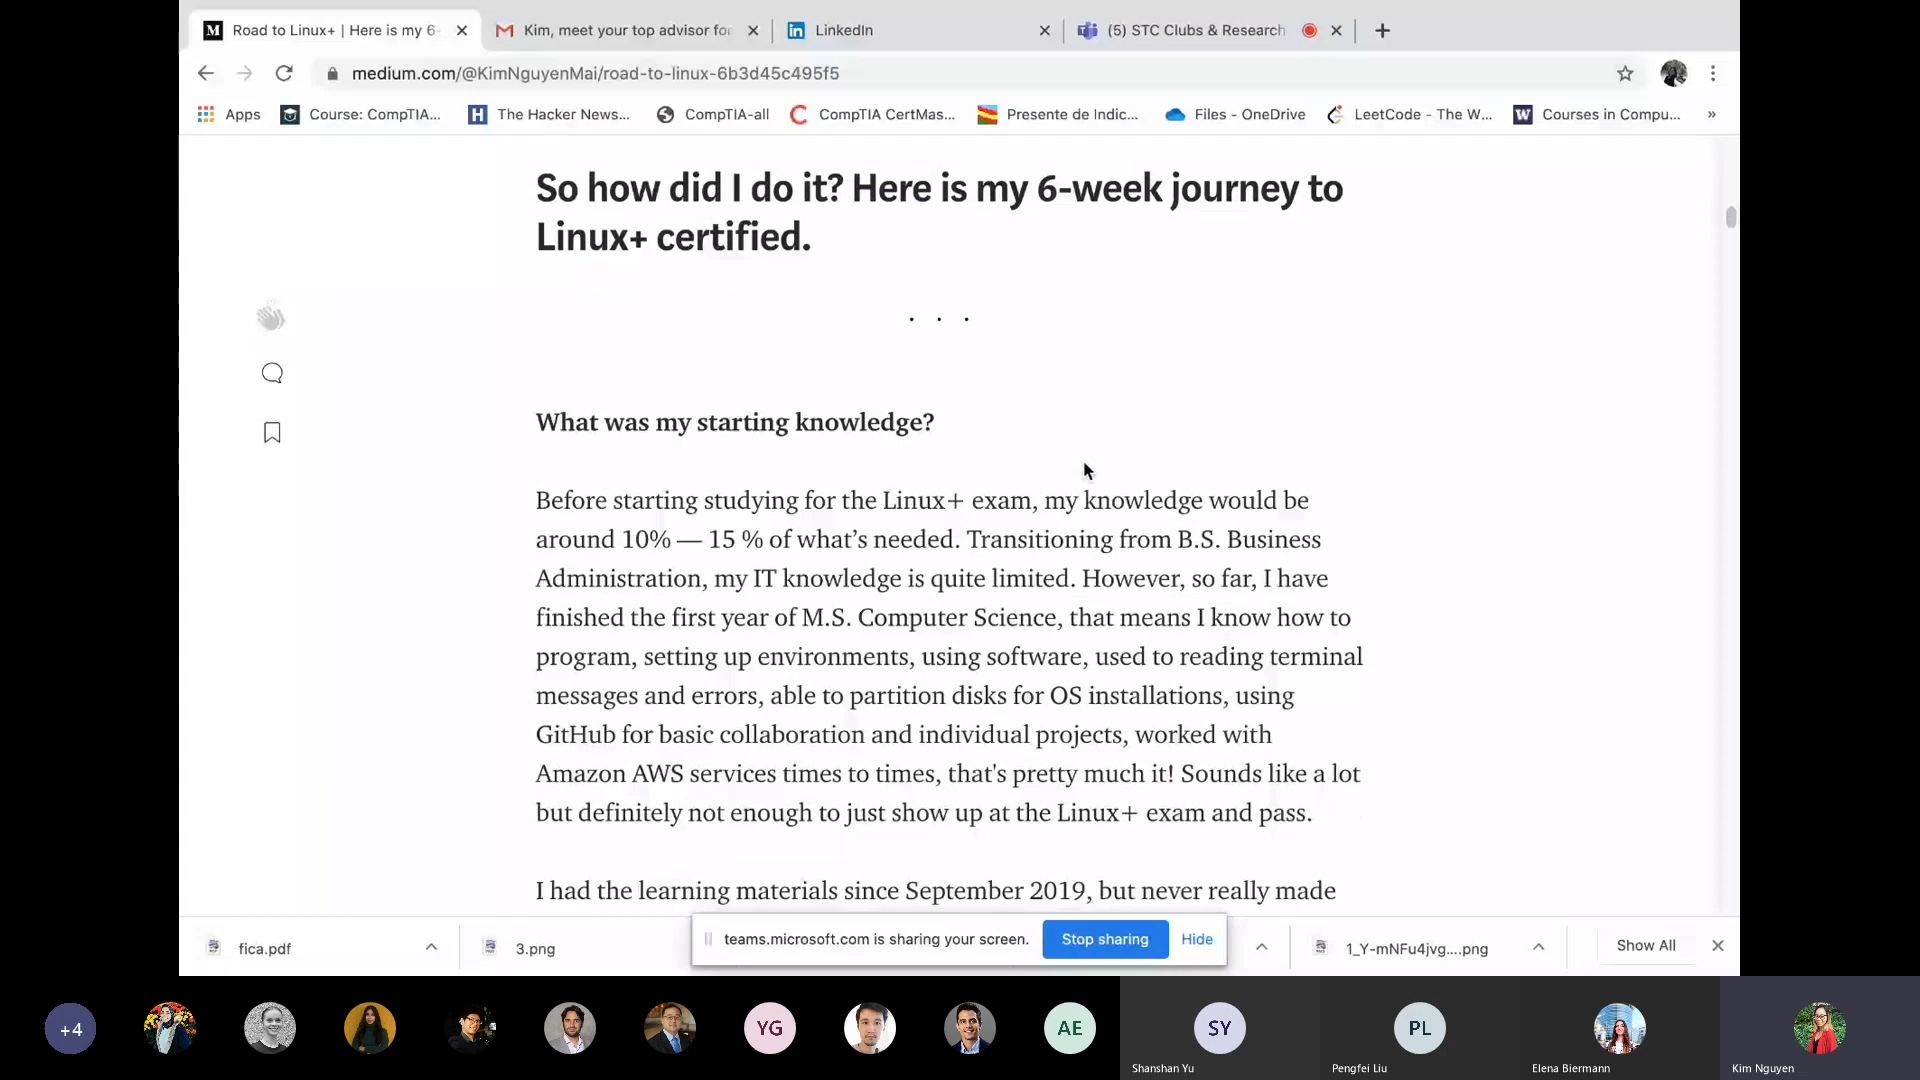 Road to Linux+ | Here is my 6-
Kim, meet your top advisor for
LinkedIn
(5) STC Clubs & Research
medium.com/@KimNguyenMai/road-to-linux-6b3d45c495f5
Apps
Course: CompTIA...
The Hacker News...
CompTIA-all
CompTIA CertMas...
Presente de Indic...
Files - OneDrive
LeetCode - The W...
Courses in Compu...
»
So how did I do it? Here is my 6-week journey to
Linux+ certified.
. . .
What was my starting knowledge?
Before starting studying for the Linux+ exam, my knowledge would be
around 10% — 15 % of what’s needed. Transitioning from B.S. Business
Administration, my IT knowledge is quite limited. However, so far, I have
finished the first year of M.S. Computer Science, that means I know how to
program, setting up environments, using software, used to reading terminal
messages and errors, able to partition disks for OS installations, using
GitHub for basic collaboration and individual projects, worked with
Amazon AWS services times to times, that's pretty much it! Sounds like a lot
but definitely not enough to just show up at the Linux+ exam and pass.
I had the learning materials since September 2019, but never really made
fica.pdf
3.png
teams.microsoft.com is sharing your screen.
Stop sharing
Hide
1_Y-mNFu4jvg....png
Show All
+4
YG
AE
SY
Shanshan Yu
PL
Pengfei Liu
Elena Biermann
Kim Nguyen